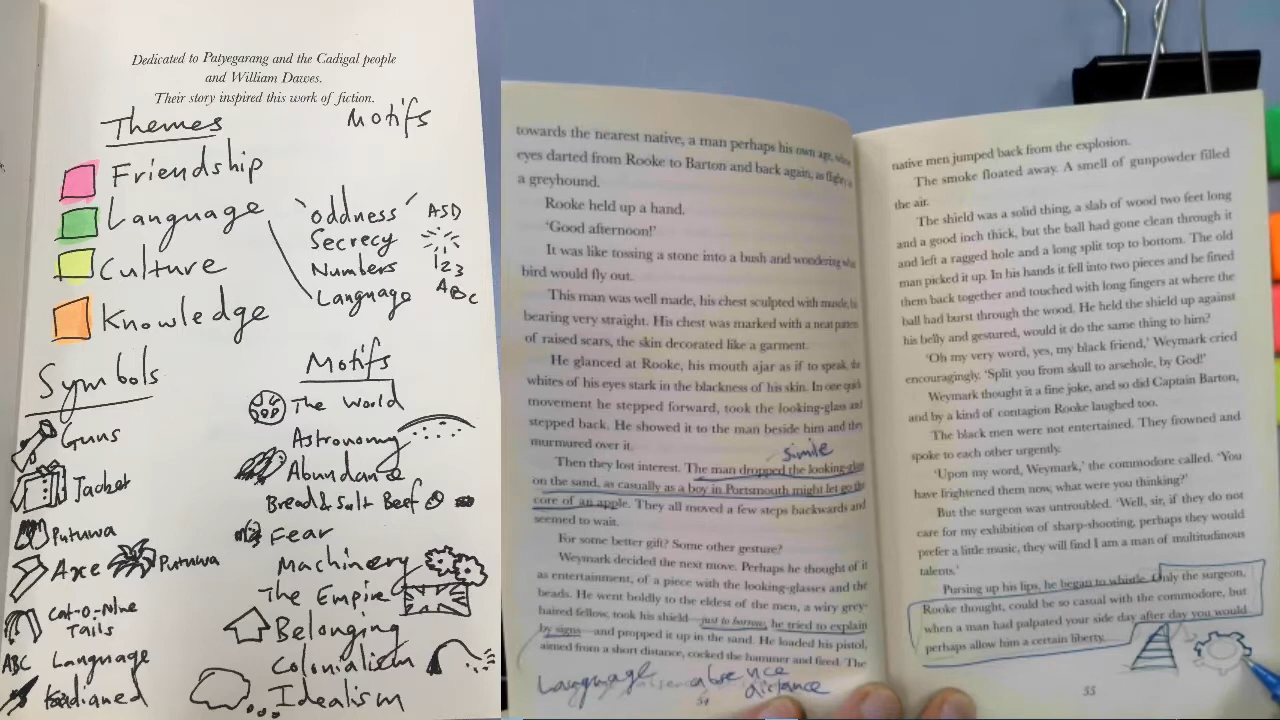 Dedicated to Patyegarang and the Cadigal people
and William Dawes.
Their story inspired this work of fiction.
Themes
Friendship
Language
Culture
Knowledge
Motifs
'oddness' ASD
Secrecy
Numbers 123
Language ABC
Symbols
Guns
Jacket
Putuwa
Axe Putuwa
Cat-O-Nine
Tails
ABC Language
Kadianed
Motifs
The World
Astronomy
Abundance
Bread & Salt Beef
Fear
Machinery
The Empire
Belonging
Colonialism
Idealism
towards the nearest native, a man perhaps his own age, whose
eyes darted from Rooke to Barton and back again, as flighty as
a greyhound.
Rooke held up a hand.
'Good afternoon!'
It was like tossing a stone into a bush and wondering what
bird would fly out.
This man was well made, his chest sculpted with muscle, his
bearing very straight. His chest was marked with a neat pattern
of raised scars, the skin decorated like a garment.
He glanced at Rooke, his mouth ajar as if to speak, the
whites of his eyes stark in the blackness of his skin. In one quick
movement he stepped forward, took the looking-glass and
stepped back. He showed it to the man beside him and they
murmured over it.
simile
Then they lost interest. The man dropped the looking-glass
on the sand, as casually as a boy in Portsmouth might let go the
core of an apple. They all moved a few steps backwards and
seemed to wait.
For some better gift? Some other gesture?
Weymark decided the next move. Perhaps he thought of it
as entertainment, of a piece with the looking-glasses and the
beads. He went boldly to the eldest of the men, a wiry grey-
haired fellow, took his shield—just to borrow, he tried to explain
by signs—and propped it up in the sand. He loaded his pistol,
aimed from a short distance, cocked the hammer and fired. The
Language absence
distance
54
native men jumped back from the explosion.
The smoke floated away. A smell of gunpowder filled
the air.
The shield was a solid thing, a slab of wood two feet long
and a good inch thick, but the ball had gone clean through it
and left a ragged hole and a long split top to bottom. The old
man picked it up. In his hands it fell into two pieces and he fitted
them back together and touched with long fingers at where the
ball had burst through the wood. He held the shield up against
his belly and gestured, would it do the same thing to him?
'Oh my very word, yes, my black friend,' Weymark cried
encouragingly. 'Split you from skull to arsehole, by God!'
Weymark thought it a fine joke, and so did Captain Barton,
and by a kind of contagion Rooke laughed too.
The black men were not entertained. They frowned and
spoke to each other urgently.
'Upon my word, Weymark,' the commodore called. 'You
have frightened them now, what were you thinking?'
But the surgeon was untroubled. 'Well, sir, if they do not
care for my exhibition of sharp-shooting, perhaps they would
prefer a little music, they will find I am a man of multitudinous
talents.'
Pursing up his lips, he began to whistle. Only the surgeon,
Rooke thought, could be so casual with the commodore, but
when a man had palpated your side day after day you would
perhaps allow him a certain liberty.
55